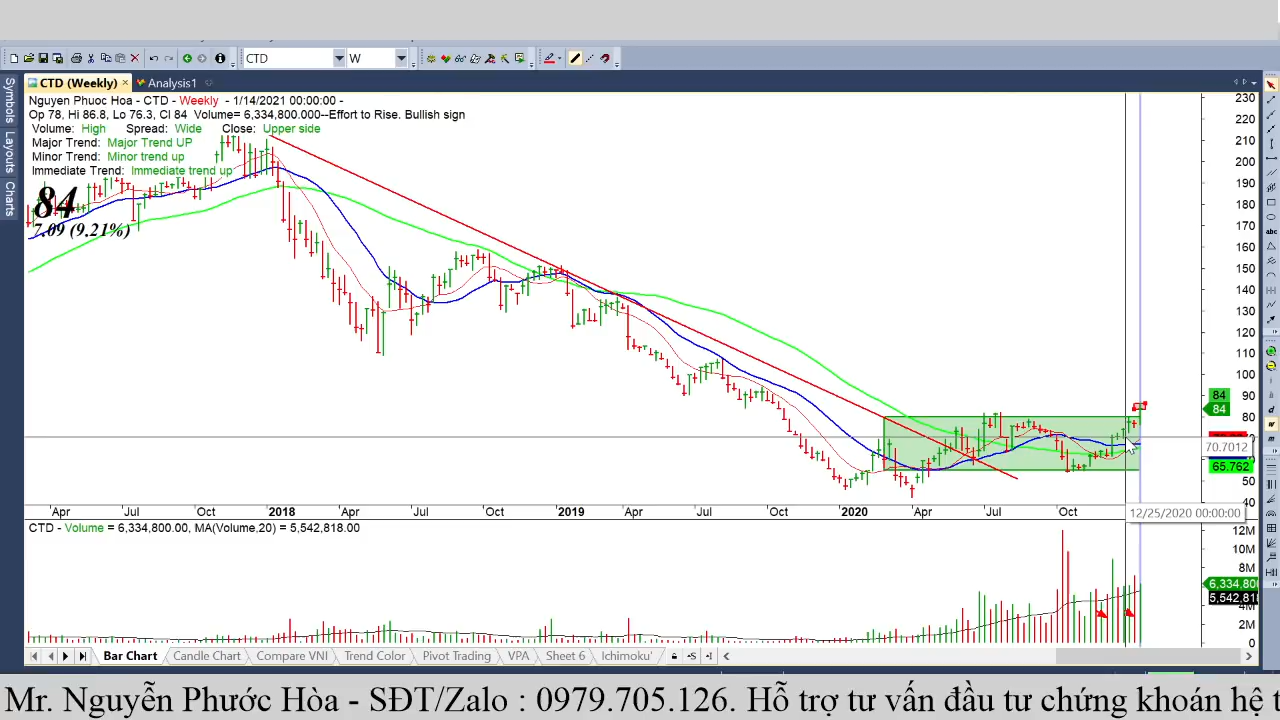 CTD
W
CTD (Weekly)
Analysis1
Symbols
Layouts
Charts
Nguyen Phuoc Hoa - CTD - Weekly - 1/14/2021 00:00:00 -
Op 78, Hi 86.8, Lo 76.3, Cl 84 Volume= 6,334,800.000--Effort to Rise. Bullish sign
Volume: High Spread: Wide Close: Upper side
Major Trend: Major Trend UP
Minor Trend: Minor trend up
Immediate Trend: Immediate trend up
84
7.09 (9.21%)
230
220
210
200
190
180
170
160
150
140
130
120
110
100
90
84
84
80
70.7012
65.762
50
40
Apr Jul Oct 2018 Apr Jul Oct 2019 Apr Jul Oct 2020 Apr Jul Oct
12/25/2020 00:00:00
CTD - Volume = 6,334,800.00, MA(Volume,20) = 5,542,818.00
12M
10M
8M
6,334,800
5,542,818
4M
2M
0
Bar Chart Candle Chart Compare VNI Trend Color Pivot Trading VPA Sheet 6 Ichimoku'
Mr. Nguyễn Phước Hòa - SĐT/Zalo : 0979.705.126. Hỗ trợ tư vấn đầu tư chứng khoán hệ t